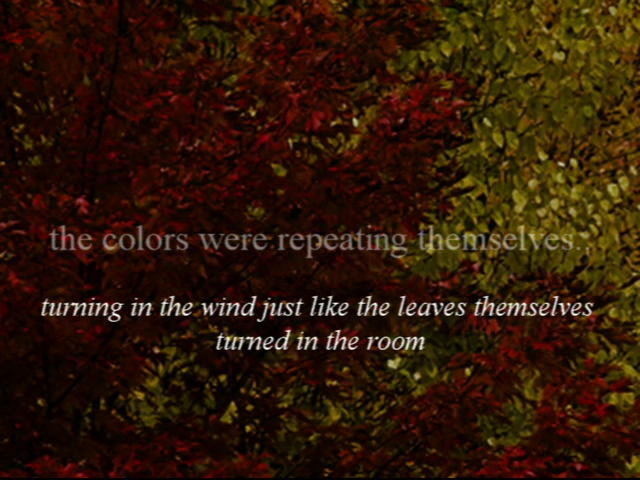 the colors were repeating themselves...
turning in the wind just like the leaves themselves
turned in the room